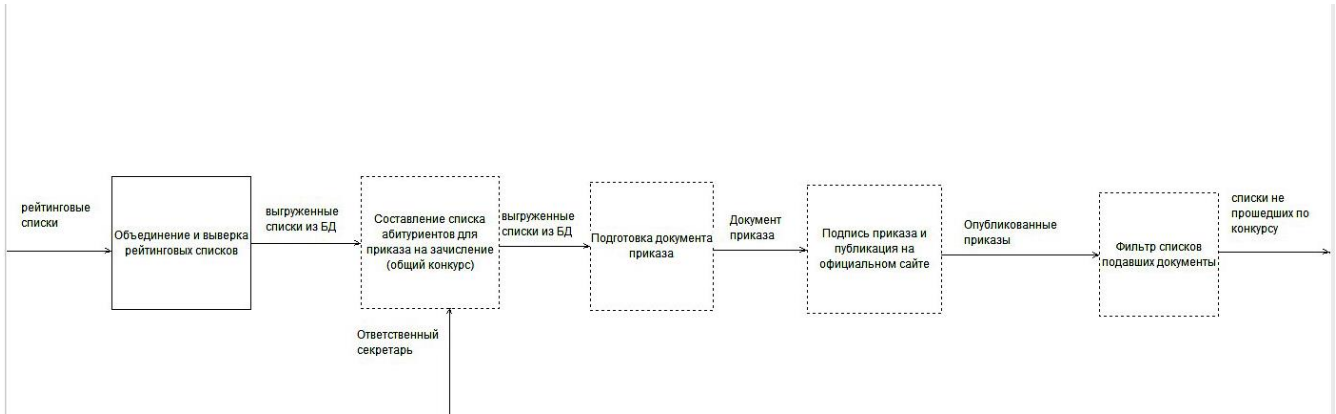 рейтинговые
списки
Объединение и выверка
рейтинговых списков
выгруженные
списки из БД
Составление списка
абитуриентов для
приказа на зачисление
(общий конкурс)
Ответственный
секретарь
выгруженные
списки из БД
Подготовка документа
приказа
Документ
приказа
Подпись приказа и
публикация на
официальном сайте
Опубликованные
приказы
Фильтр списков
подавших документы
списки не
прошедших по
конкурсу